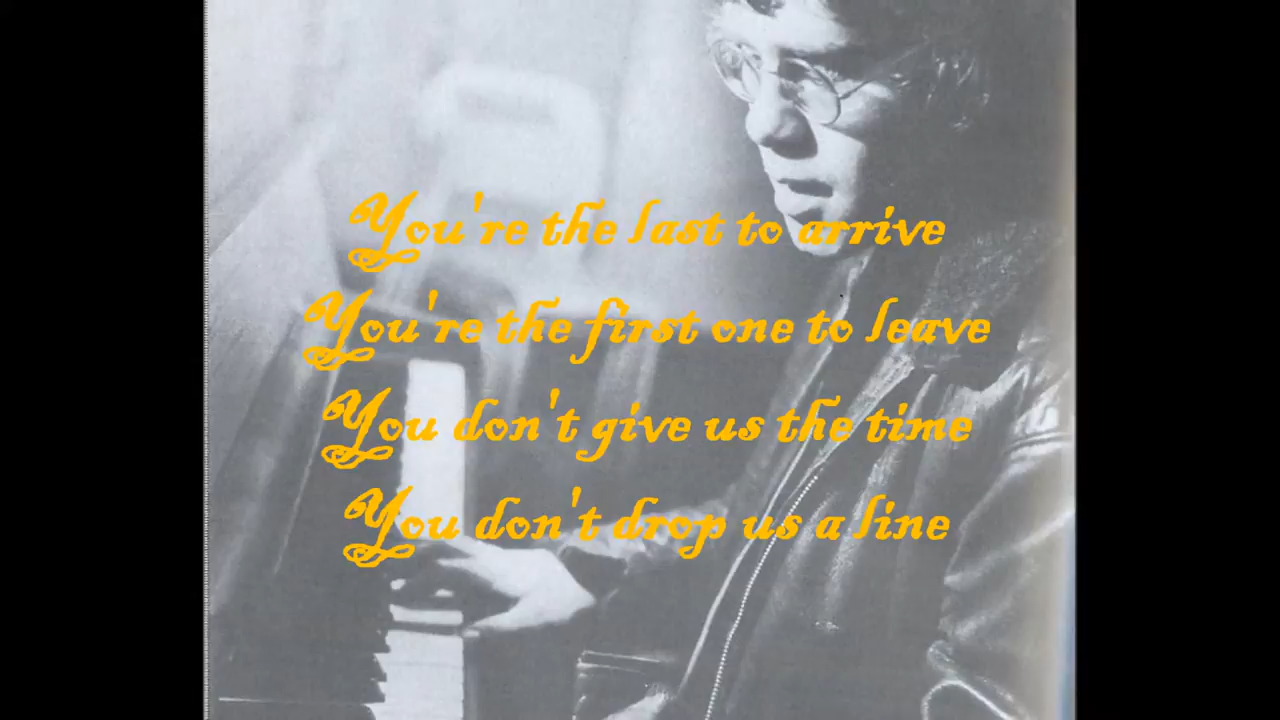 You're the last to arrive
You're the first one to leave
You don't give us the time
You don't drop us a line